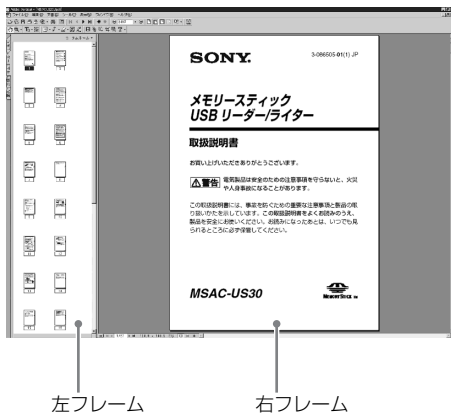 SONY.
3-086505-01(1) JP
メモリースティック
USB リーダー/ライター
取扱説明書
お買い上げいただきありがとうございます。
警告
電気製品は安全のための注意事項を守らないと、火災
や人身事故になることがあります。
この取扱説明書には、事故を防ぐための重要な注意事項と製品の取
り扱いかたを示しています。この取扱説明書をよくお読みのうえ、
製品を安全にお使いください。お読みになったあとは、いつでも見
られるところに必ず保管してください。
MSAC-US30
MEMORY STICK TM
左フレーム
右フレーム